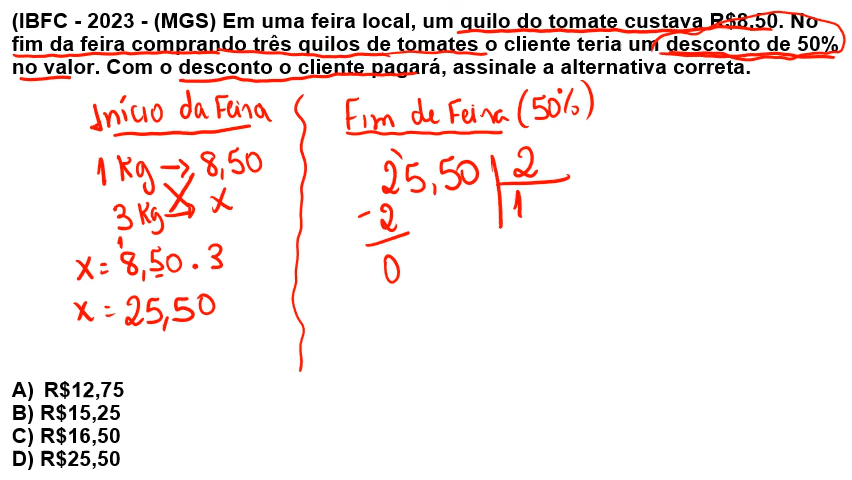 (IBFC - 2023 - (MGS) Em uma feira local, um quilo do tomate custava R$8,50. No
fim da feira comprando três quilos de tomates o cliente teria um desconto de 50%
no valor. Com o desconto o cliente pagará, assinale a alternativa correta.
Início da Feira
1 Kg → 8,50
3 Kg → x
x = 8,50 . 3
x = 25,50
Fim de Feira (50%)
25,50 2
-2 1
0
A) R$12,75
B) R$15,25
C) R$16,50
D) R$25,50